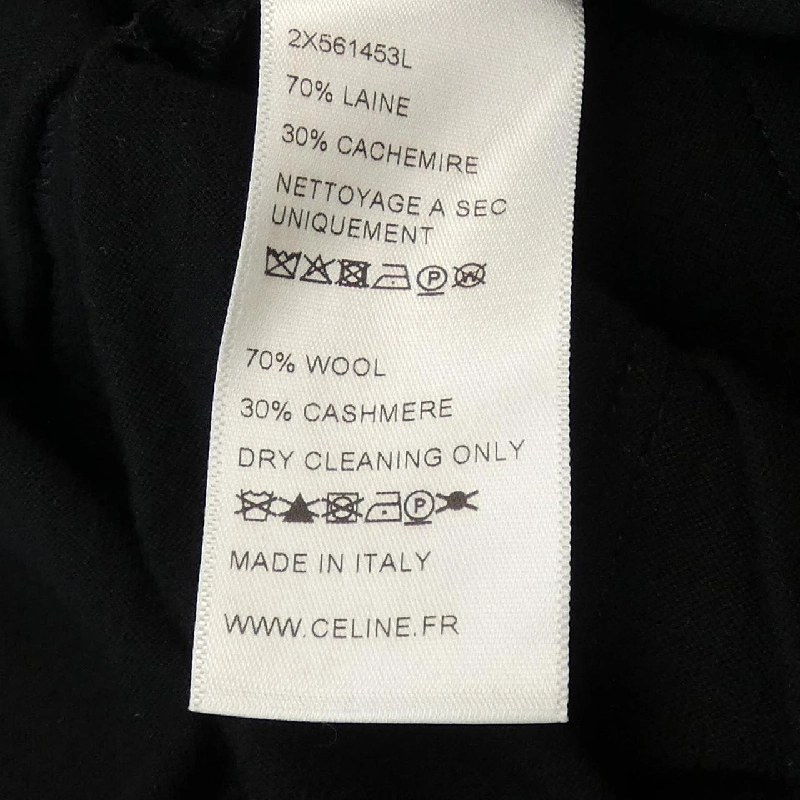 2X561453L
70% LAINE
30% CACHEMIRE
NETTOYAGE A SEC
UNIQUEMENT
P W
70% WOOL
30% CASHMERE
DRY CLEANING ONLY
P
MADE IN ITALY
WWW.CELINE.FR